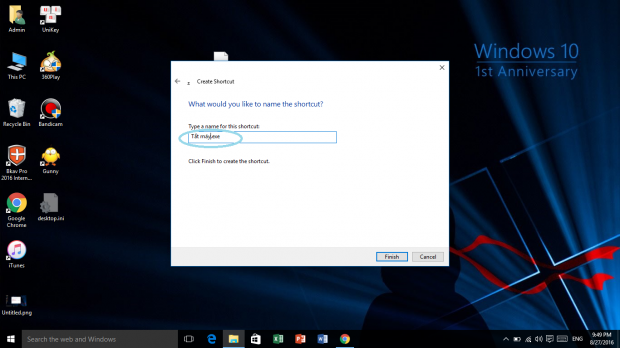 Admin
UniKey
This PC
360Play
Recycle Bin
Bandicam
Bkav Pro
2016 Intern...
Gunny
Google
Chrome
desktop.ini
iTunes
Untitled.png
Windows 10
1st Anniversary
Create Shortcut
What would you like to name the shortcut?
Type a name for this shortcut:
Tắt máy.exe
Click Finish to create the shortcut.
Finish
Cancel
Search the web and Windows
ENG
9:49 PM
8/27/2016